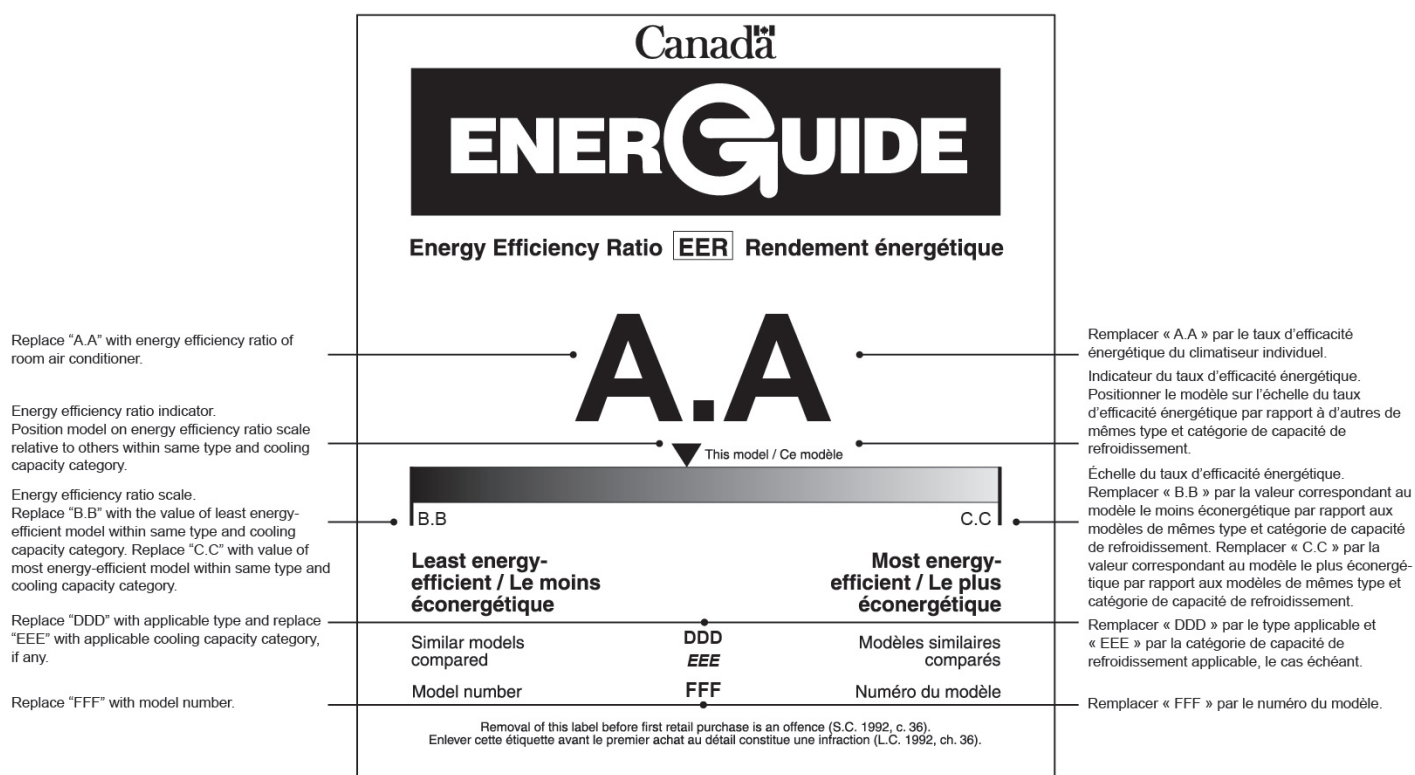 Canada
ENERGUIDE
Energy Efficiency Ratio EER Rendement énergétique
A.A
This model / Ce modèle
B.B
C.C
Least energy-
efficient / Le moins
éconergétique
Most energy-
efficient / Le plus
éconergétique
Similar models
compared
DDD
EEE
Modèles similaires
comparés
Model number
FFF
Numéro du modèle
Removal of this label before first retail purchase is an offence (S.C. 1992, c. 36).
Enlever cette étiquette avant le premier achat au détail constitue une infraction (L.C. 1992, ch. 36).
Replace “A.A” with energy efficiency ratio of
room air conditioner.
Energy efficiency ratio indicator.
Position model on energy efficiency ratio scale
relative to others within same type and cooling
capacity category.
Energy efficiency ratio scale.
Replace “B.B” with the value of least energy-
efficient model within same type and cooling
capacity category. Replace “C.C” with value of
most energy-efficient model within same type and
cooling capacity category.
Replace “DDD” with applicable type and replace
“EEE” with applicable cooling capacity category,
if any.
Replace “FFF” with model number.
Remplacer « A.A » par le taux d’efficacité
énergétique du climatiseur individuel.
Indicateur du taux d’efficacité énergétique.
Positionner le modèle sur l’échelle du taux
d’efficacité énergétique par rapport à d’autres de
mêmes type et catégorie de capacité de
refroidissement.
Échelle du taux d’efficacité énergétique.
Remplacer « B.B » par la valeur correspondant au
modèle le moins éconergétique par rapport aux
modèles de mêmes type et catégorie de capacité
de refroidissement. Remplacer « C.C » par la
valeur correspondant au modèle le plus éconergé-
tique par rapport aux modèles de mêmes type et
catégorie de capacité de refroidissement.
Remplacer « DDD » par le type applicable et
« EEE » par la catégorie de capacité de
refroidissement applicable, le cas échéant.
Remplacer « FFF » par le numéro du modèle.